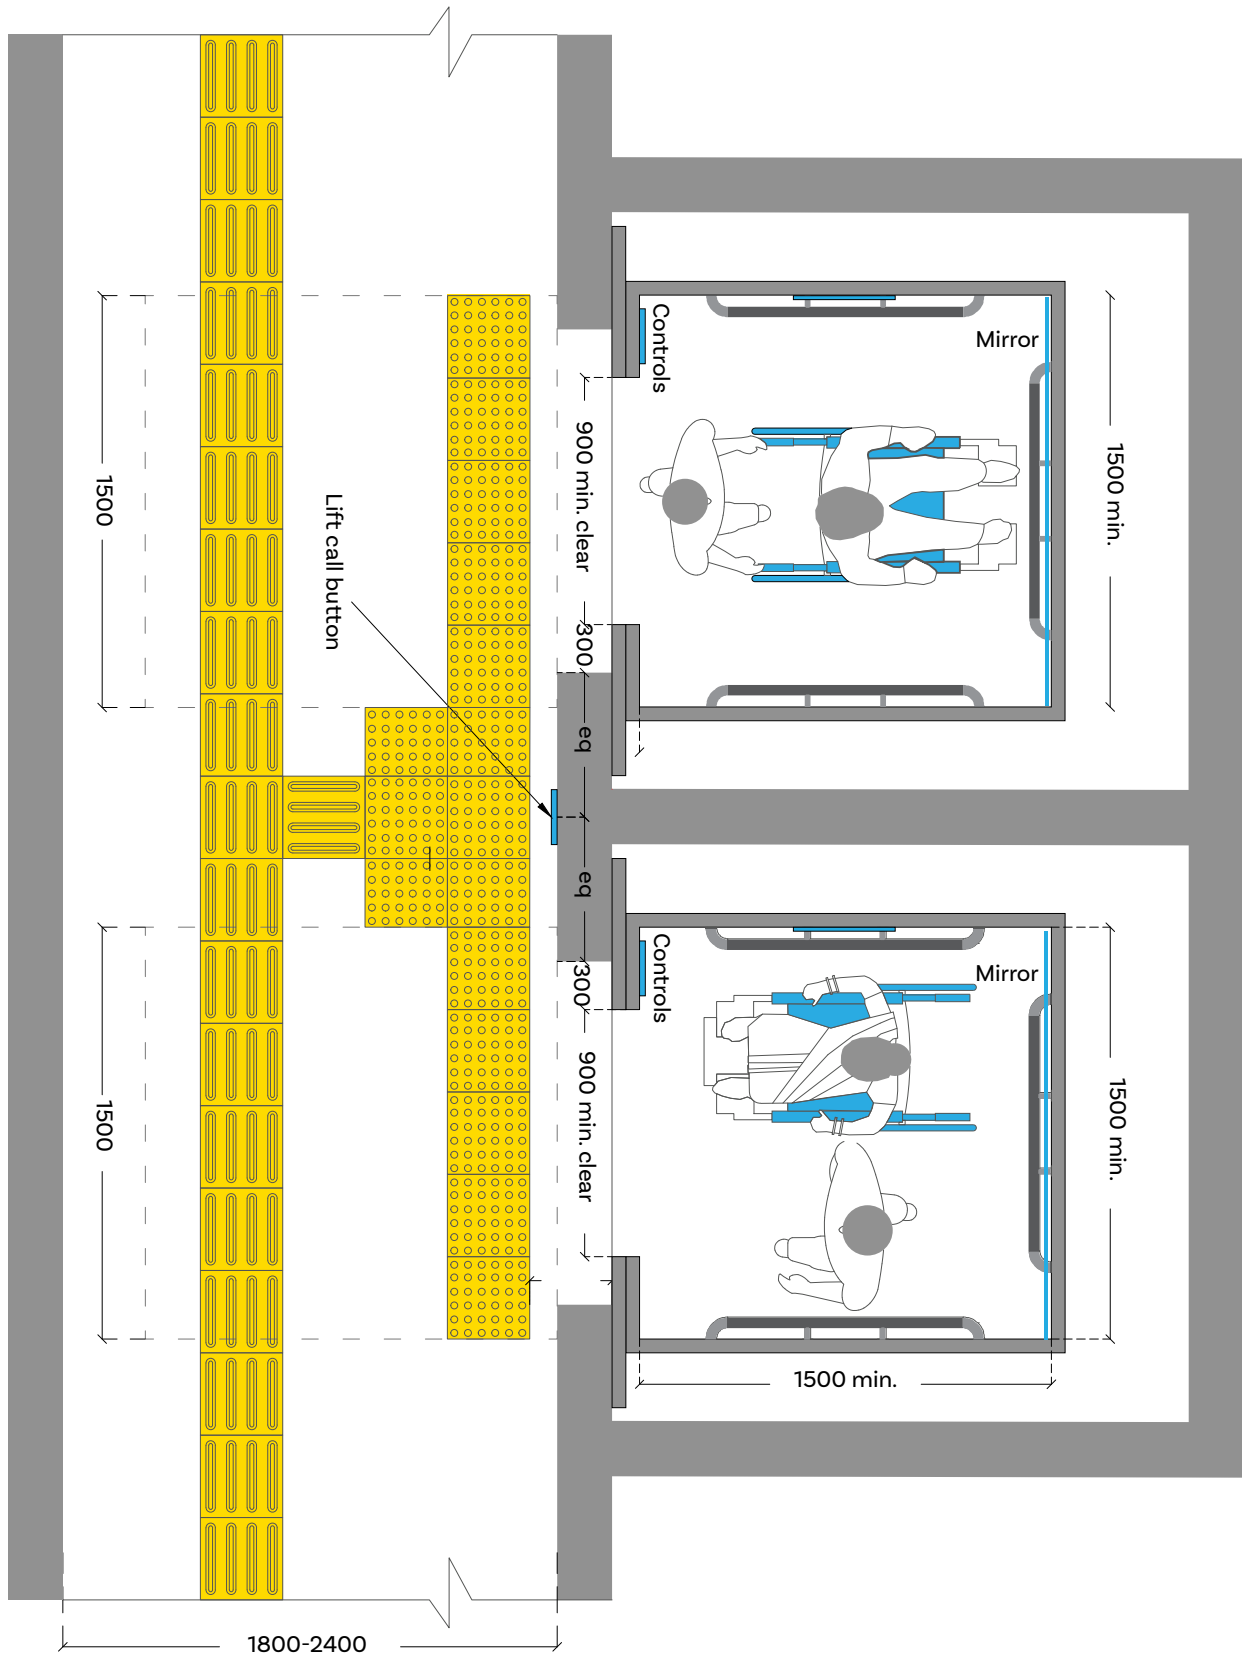 Controls
Mirror
1500
900 min. clear
1500 min.
Lift call button
300
eq
eq
300
Controls
Mirror
1500
900 min. clear
1500 min.
1500 min.
1800-2400